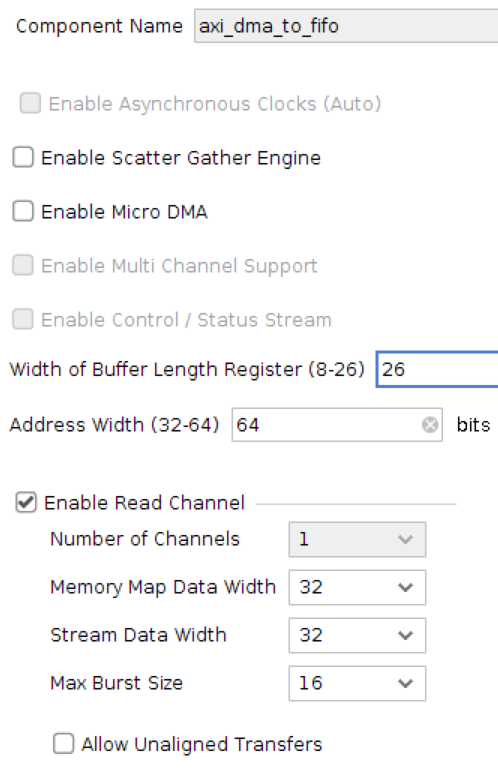 Component Name axi_dma_to_fifo
Enable Asynchronous Clocks (Auto)
Enable Scatter Gather Engine
Enable Micro DMA
Enable Multi Channel Support
Enable Control / Status Stream
Width of Buffer Length Register (8-26) 26
Address Width (32-64) 64 bits
Enable Read Channel
Number of Channels 1
Memory Map Data Width 32
Stream Data Width 32
Max Burst Size 16
Allow Unaligned Transfers